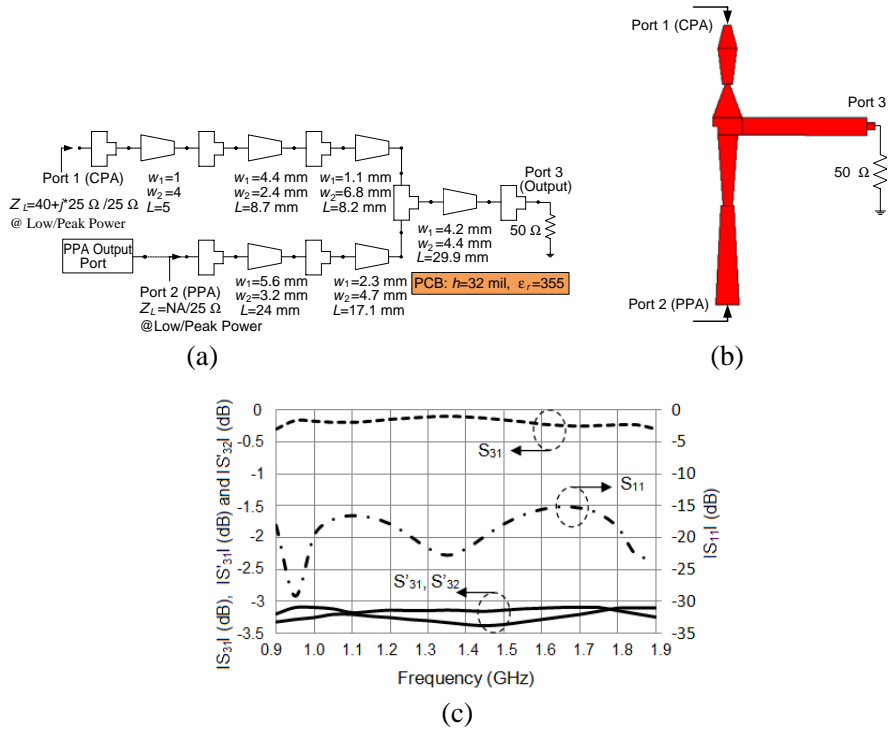 Port 1 (CPA)
Z_L=40+j*25 Ω /25 Ω
@ Low/Peak Power
w₁=1
w₂=4
L=5
w₁=4.4 mm
w₂=2.4 mm
L=8.7 mm
w₁=1.1 mm
w₂=6.8 mm
L=8.2 mm
Port 3
(Output)
50 Ω
w₁=4.2 mm
w₂=4.4 mm
L=29.9 mm
PPA Output
Port
Port 2 (PPA)
Z_L=NA/25 Ω
@Low/Peak Power
w₁=5.6 mm
w₂=3.2 mm
L=24 mm
w₁=2.3 mm
w₂=4.7 mm
L=17.1 mm
PCB: h=32 mil, ε_r=355
(a)
Port 1 (CPA)
Port 3
50 Ω
Port 2 (PPA)
(b)
|S₃₁| (dB), |S'₃₁| (dB) and |S'₃₂| (dB)
0
-0.5
-1
-1.5
-2
-2.5
-3
-3.5
S₃₁
S₁₁
S'₃₁, S'₃₂
0
-5
-10
-15
-20
-25
-30
-35
|S₁₁| (dB)
0.9 1.0 1.1 1.2 1.3 1.4 1.5 1.6 1.7 1.8 1.9
Frequency (GHz)
(c)